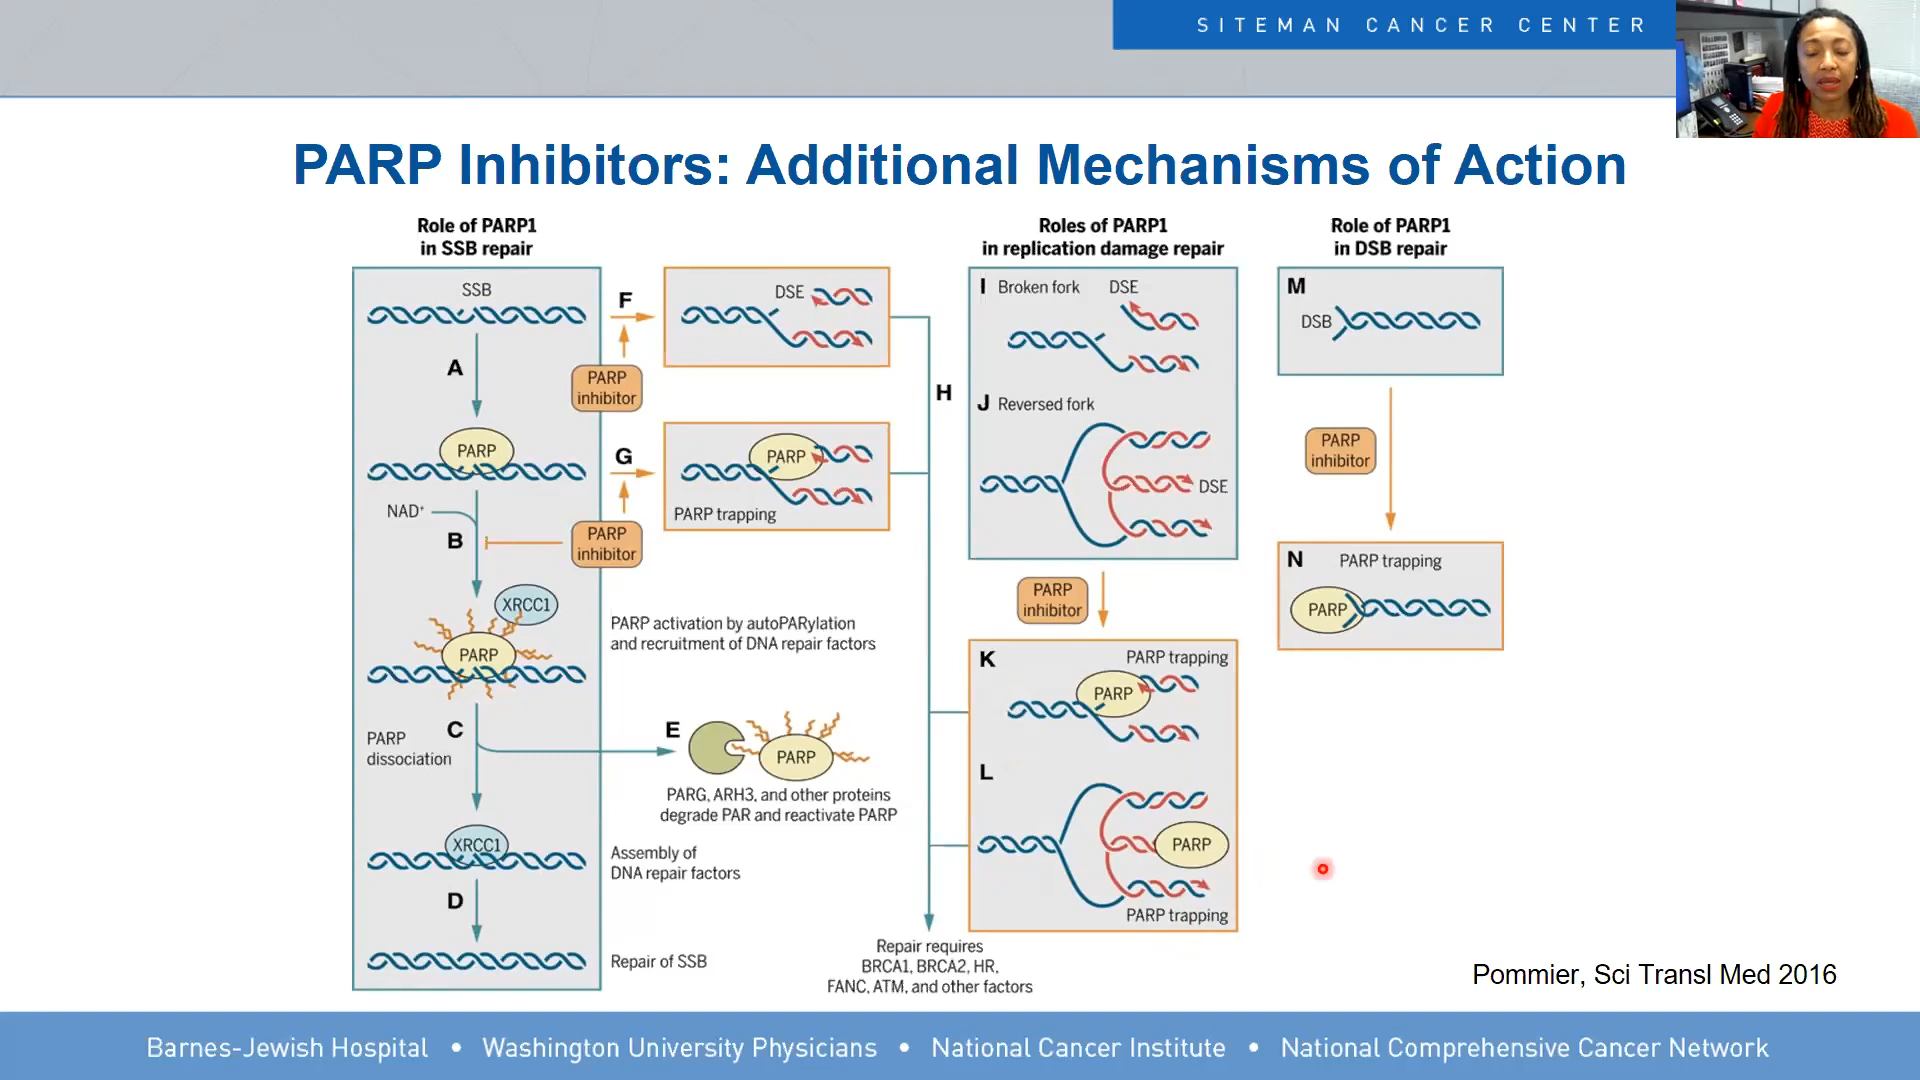 SITEMAN CANCER CENTER
PARP Inhibitors: Additional Mechanisms of Action
Role of PARP1
in SSB repair
SSB
A
PARP
NAD+
B
XRCC1
PARP
C
PARP
dissociation
XRCC1
D
F
PARP
inhibitor
G
PARP
inhibitor
DSE
PARP
PARP trapping
H
PARP activation by autoPARylation
and recruitment of DNA repair factors
E
PARP
PARG, ARH3, and other proteins
degrade PAR and reactivate PARP
Assembly of
DNA repair factors
Repair of SSB
Repair requires
BRCA1, BRCA2, HR,
FANC, ATM, and other factors
Roles of PARP1
in replication damage repair
I Broken fork DSE
J Reversed fork
DSE
PARP
inhibitor
K PARP trapping
PARP
L
PARP
PARP trapping
Role of PARP1
in DSB repair
M
DSB
PARP
inhibitor
N PARP trapping
PARP
Pommier, Sci Transl Med 2016
Barnes-Jewish Hospital • Washington University Physicians • National Cancer Institute • National Comprehensive Cancer Network